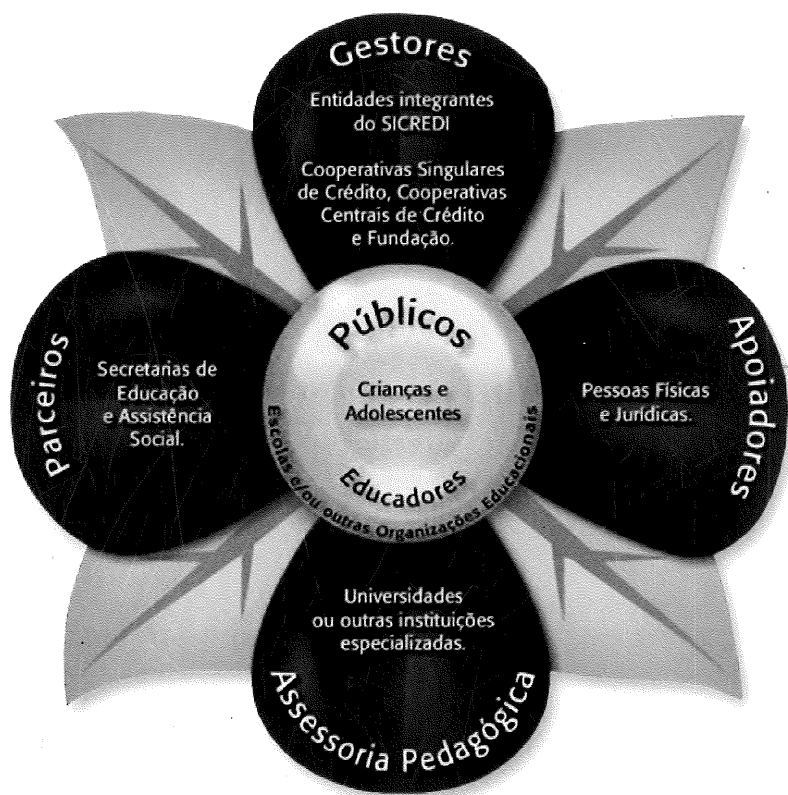 Gestores
Entidades integrantes
do SICREDI
Cooperativas Singulares
de Crédito, Cooperativas
Centrais de Crédito
e Fundação.
Parceiros
Secretarias de
Educação
e Assistência
Social.
Públicos
Crianças e
Adolescentes
Educadores
Escolas e/ou outras Organizações Educacionais
Apoiadores
Pessoas Físicas
e Jurídicas.
Universidades
ou outras instituições
especializadas.
Assessoria Pedagógica